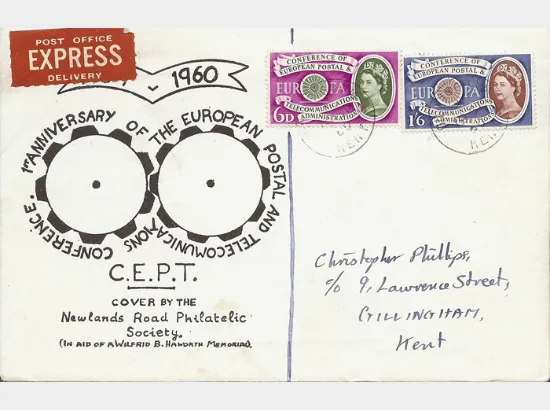 POST OFFICE
EXPRESS
DELIVERY
1960
1ST ANNIVERSARY OF THE EUROPEAN POSTAL AND TELECOMUNICATIONS CONFERENCE.
C.E.P.T.
COVER BY THE
Newlands Road Philatelic
Society.
(IN AID OF A WILFRID B. HAWORTH MEMORIAL).
CONFERENCE OF
EUROPEAN POSTAL &
EUROPA
TELECOMMUNICATIONS
6D ADMINISTRATIONS
CONFERENCE OF
EUROPEAN POSTAL &
EUROPA
TELECOMMUNICATIONS
1/6 ADMINISTRATIONS
KENT
Christopher Phillips,
c/o 9, Lawrence Street,
GILLINGHAM,
Kent